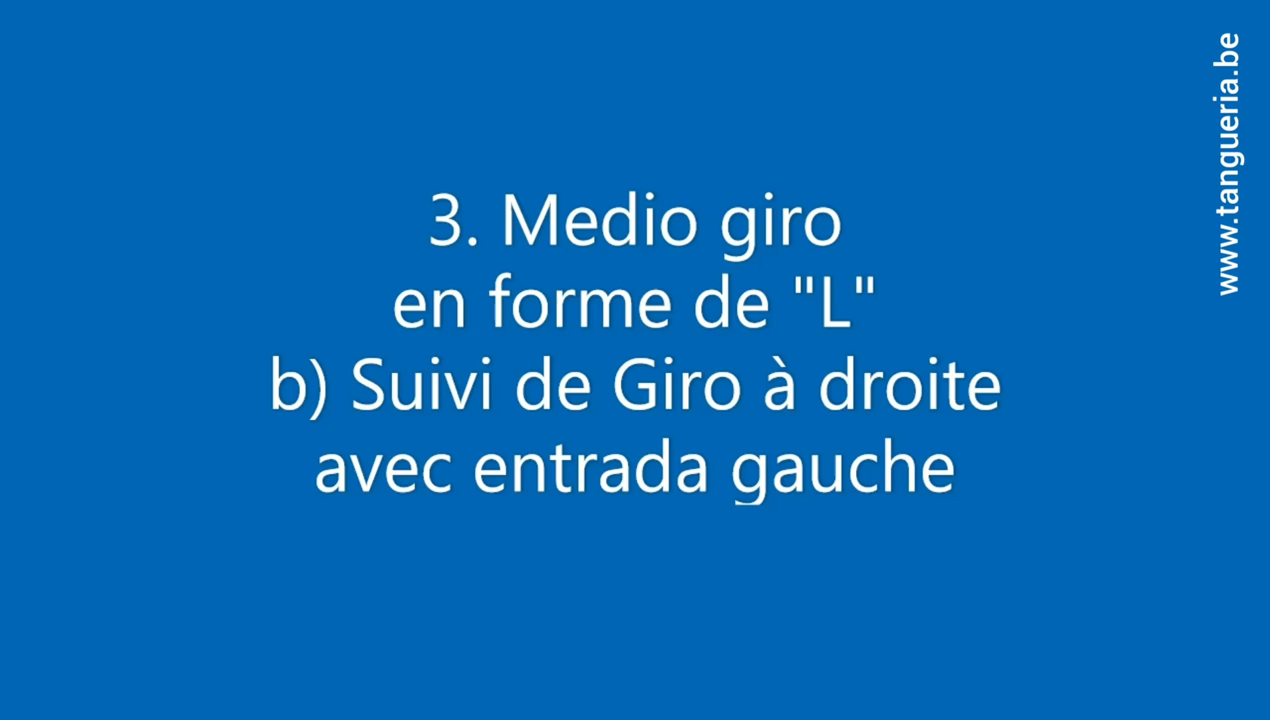 3. Medio giro
en forme de "L"
b) Suivi de Giro à droite
avec entrada gauche
www.tangueria.be